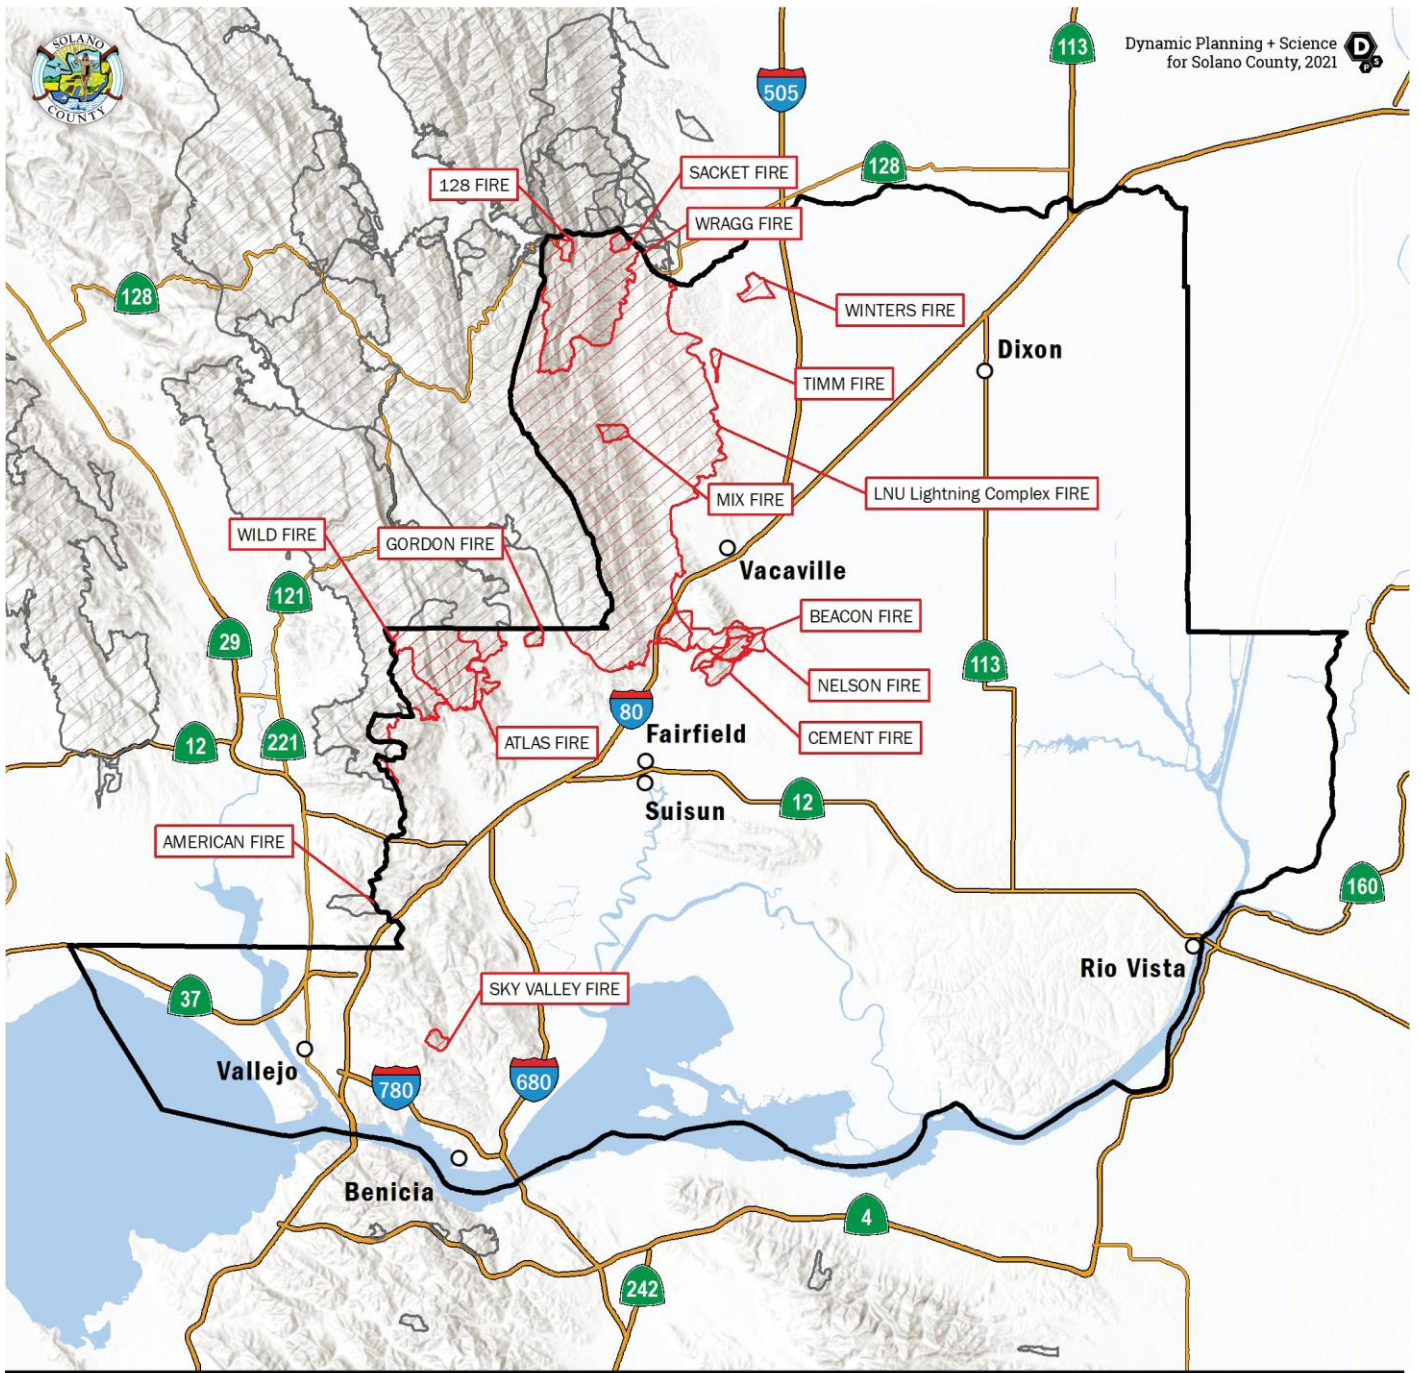 SOLANO
COUNTY
113
Dynamic Planning + Science
for Solano County, 2021
D
P
S
505
128
SACKET FIRE
128 FIRE
WRAGG FIRE
128
WINTERS FIRE
Dixon
TIMM FIRE
LNU Lightning Complex FIRE
MIX FIRE
WILD FIRE
GORDON FIRE
Vacaville
121
BEACON FIRE
29
113
NELSON FIRE
80
Fairfield
CEMENT FIRE
12
221
ATLAS FIRE
12
Suisun
AMERICAN FIRE
160
Rio Vista
SKY VALLEY FIRE
37
Vallejo
780
680
Benicia
4
242